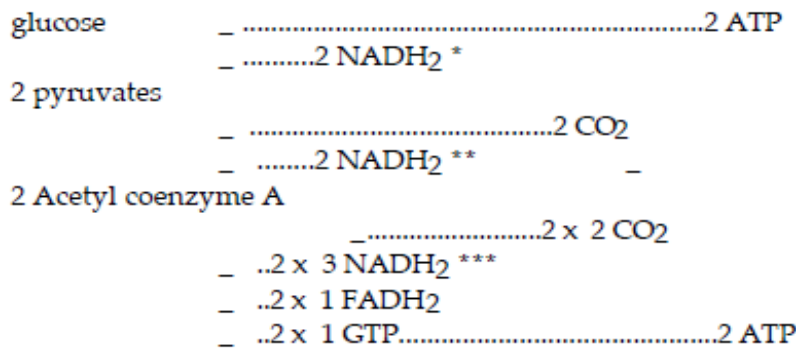 glucose _ ..................................................................2 ATP
_ ..........2 NADH2 *
2 pyruvates
_ ...........................................2 CO2
_ ........2 NADH2 ** _
2 Acetyl coenzyme A
_.........................2 x 2 CO2
_ ..2 x 3 NADH2 ***
_ ..2 x 1 FADH2
_ ..2 x 1 GTP..............................................2 ATP